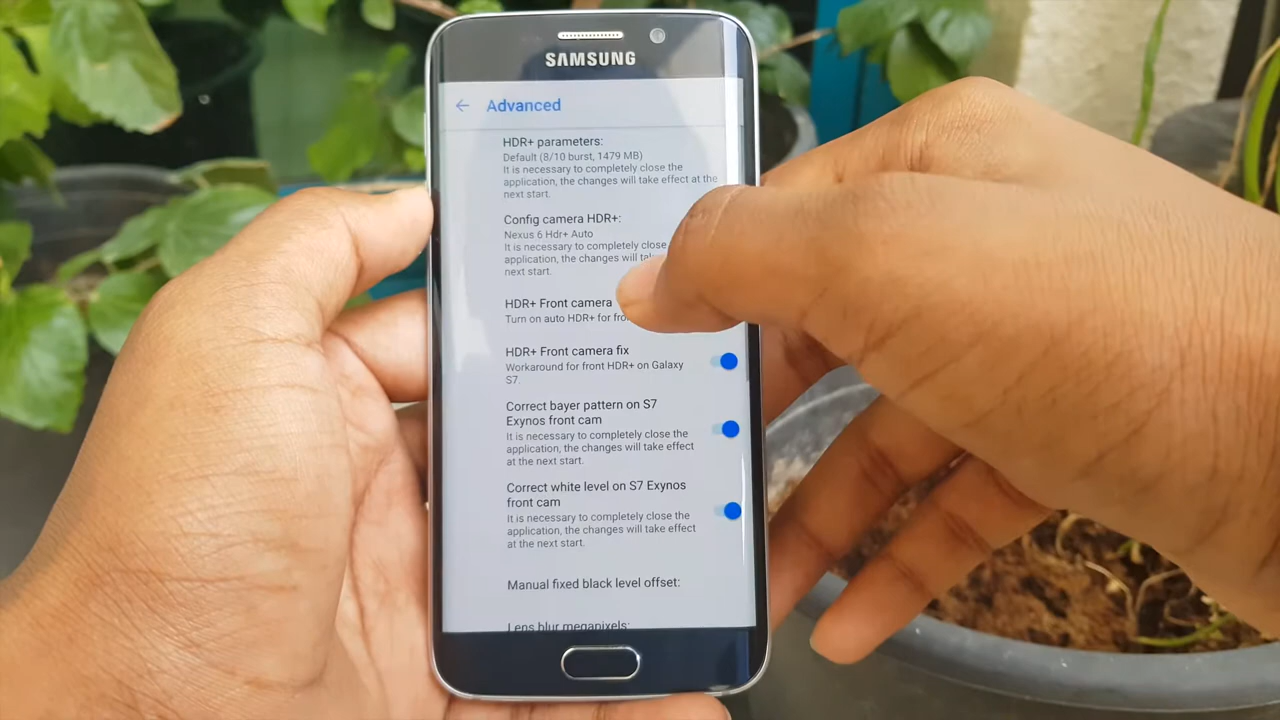 SAMSUNG
Advanced
HDR+ parameters:
Default (8/10 burst, 1479 MB)
It is necessary to completely close the
application, the changes will take effect at the
next start.
Config camera HDR+:
Nexus 6 Hdr+ Auto
It is necessary to completely close
application, the changes will
next start.
HDR+ Front camera
Turn on auto HDR+ for
HDR+ Front camera fix
Workaround for front HDR+ on Galaxy
S7.
Correct bayer pattern on S7
Exynos front cam
It is necessary to completely close the
application, the changes will take effect
at the next start.
Correct white level on S7 Exynos
front cam
It is necessary to completely close the
application, the changes will take effect
at the next start.
Manual fixed black level offset:
Lens blur megapixels: